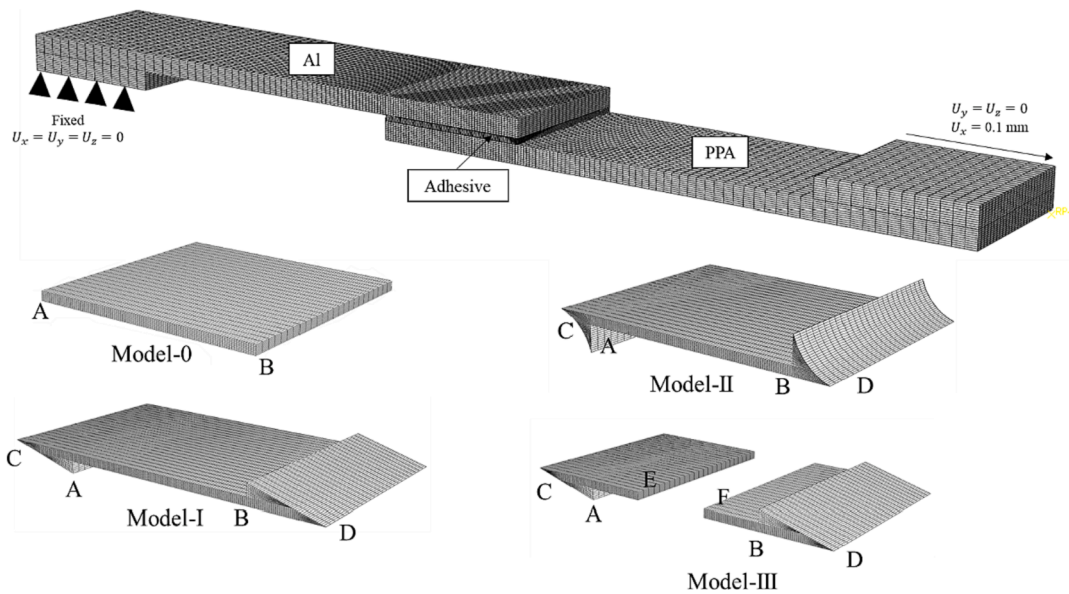 Al
Fixed
U_x = U_y = U_z = 0
Adhesive
PPA
U_y = U_z = 0
U_x = 0.1 mm
RP
A
B
Model-0
C
A
B
D
Model-II
C
A
B
D
Model-I
C
A
E
F
B
D
Model-III